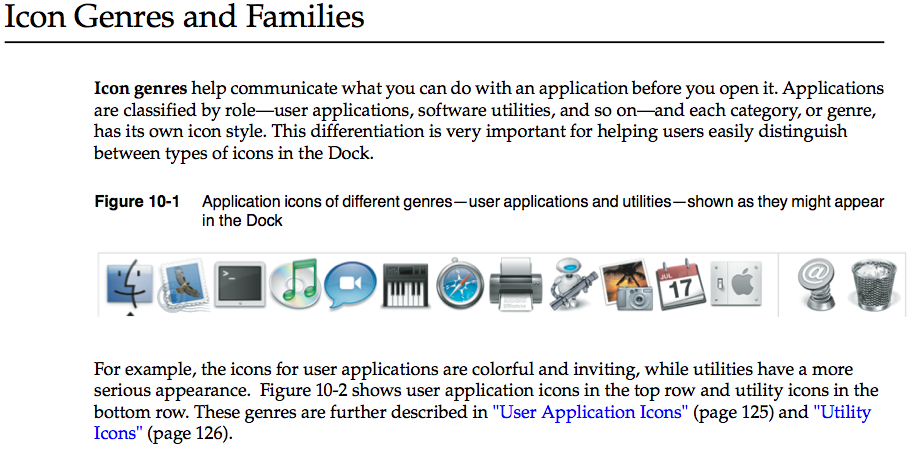 Icon Genres and Families
Icon genres help communicate what you can do with an application before you open it. Applications
are classified by role—user applications, software utilities, and so on—and each category, or genre,
has its own icon style. This differentiation is very important for helping users easily distinguish
between types of icons in the Dock.
Figure 10-1 Application icons of different genres—user applications and utilities—shown as they might appear
in the Dock
>_
JUL
17
@
For example, the icons for user applications are colorful and inviting, while utilities have a more
serious appearance. Figure 10-2 shows user application icons in the top row and utility icons in the
bottom row. These genres are further described in "User Application Icons" (page 125) and "Utility
Icons" (page 126).